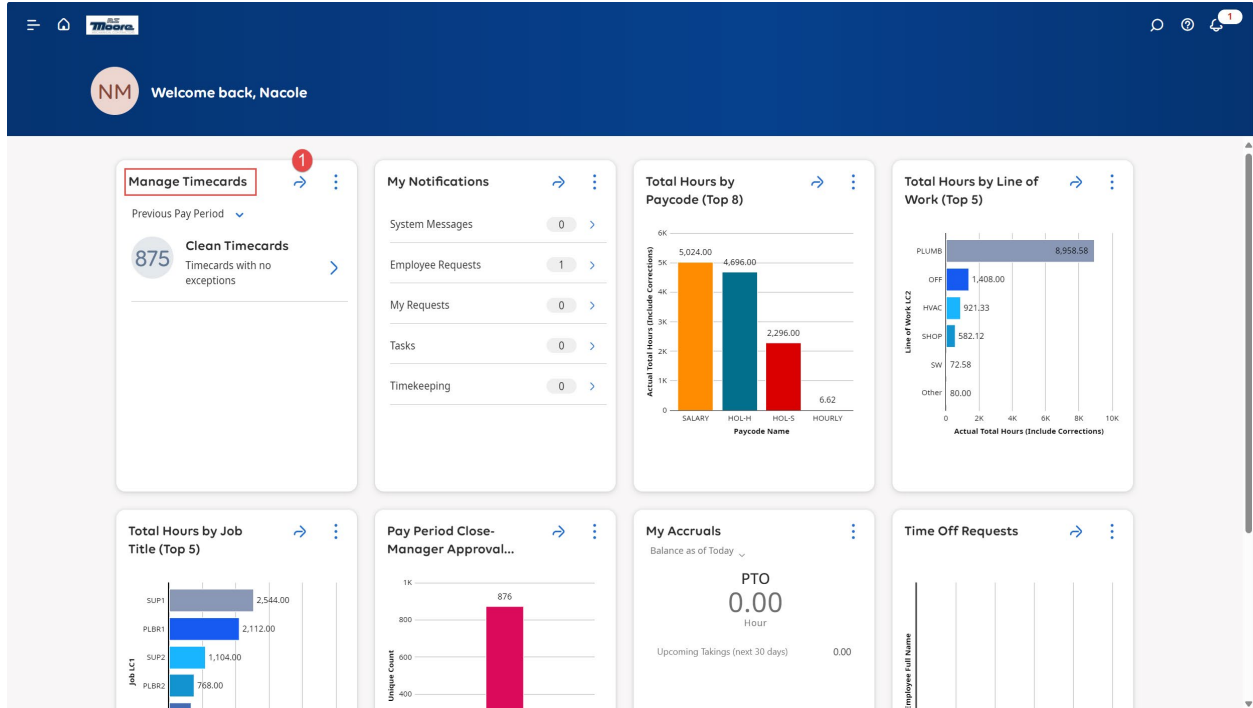 Moore
1
NM
Welcome back, Nacole
1
Manage Timecards
Previous Pay Period
875
Clean Timecards
Timecards with no
exceptions
My Notifications
System Messages
0
Employee Requests
1
My Requests
0
Tasks
0
Timekeeping
0
Total Hours by
Paycode (Top 8)
Actual Total Hours (Include Corrections)
6K
5K
4K
3K
2K
1K
0
5,024.00
4,696.00
2,296.00
6.62
SALARY
HOL-H
HOL-S
HOURLY
Paycode Name
Total Hours by Line of
Work (Top 5)
Line of Work LC2
PLUMB
8,958.58
OFF
1,408.00
HVAC
921.33
SHOP
582.12
SW
72.58
Other
80.00
0
2K
4K
6K
8K
10K
Actual Total Hours (Include Corrections)
Total Hours by Job
Title (Top 5)
Job LC1
SUP1
2,544.00
PLBR1
2,112.00
SUP2
1,104.00
PLBR2
768.00
Pay Period Close-
Manager Approval...
Unique Count
1K
876
800
600
400
My Accruals
Balance as of Today
PTO
0.00
Hour
Upcoming Takings (next 30 days)
0.00
Time Off Requests
Employee Full Name